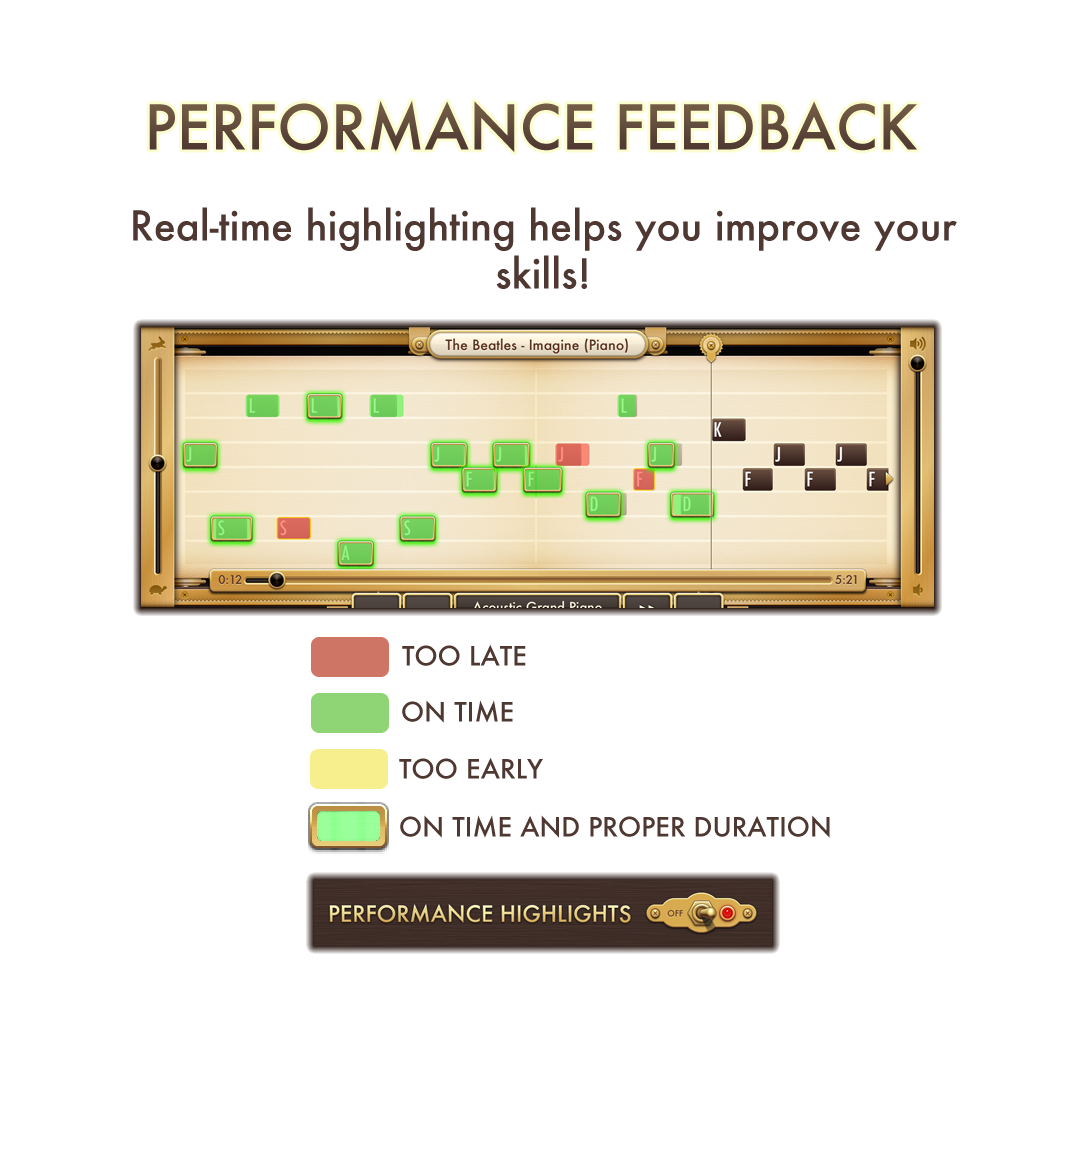 PERFORMANCE FEEDBACK
Real-time highlighting helps you improve your
skills!
The Beatles - Imagine (Piano)
L L L L
K
J J J J J J J
F F F F F F
D D
S S S
A
0:12 5:21
Acoustic Grand Piano
TOO LATE
ON TIME
TOO EARLY
ON TIME AND PROPER DURATION
PERFORMANCE HIGHLIGHTS OFF